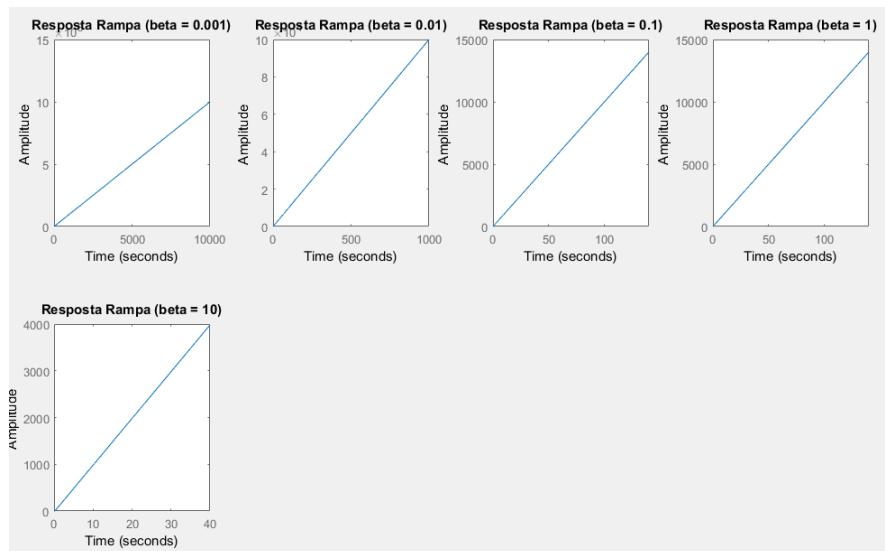 Resposta Rampa (beta = 0.001)
15
10
5
0
0 5000 10000
Amplitude
Time (seconds)
Resposta Rampa (beta = 0.01)
10
8
6
4
2
0
0 500 1000
Amplitude
Time (seconds)
Resposta Rampa (beta = 0.1)
15000
10000
5000
0
0 50 100
Amplitude
Time (seconds)
Resposta Rampa (beta = 1)
15000
10000
5000
0
0 50 100
Amplitude
Time (seconds)
Resposta Rampa (beta = 10)
4000
3000
2000
1000
0
0 10 20 30 40
Amplitude
Time (seconds)